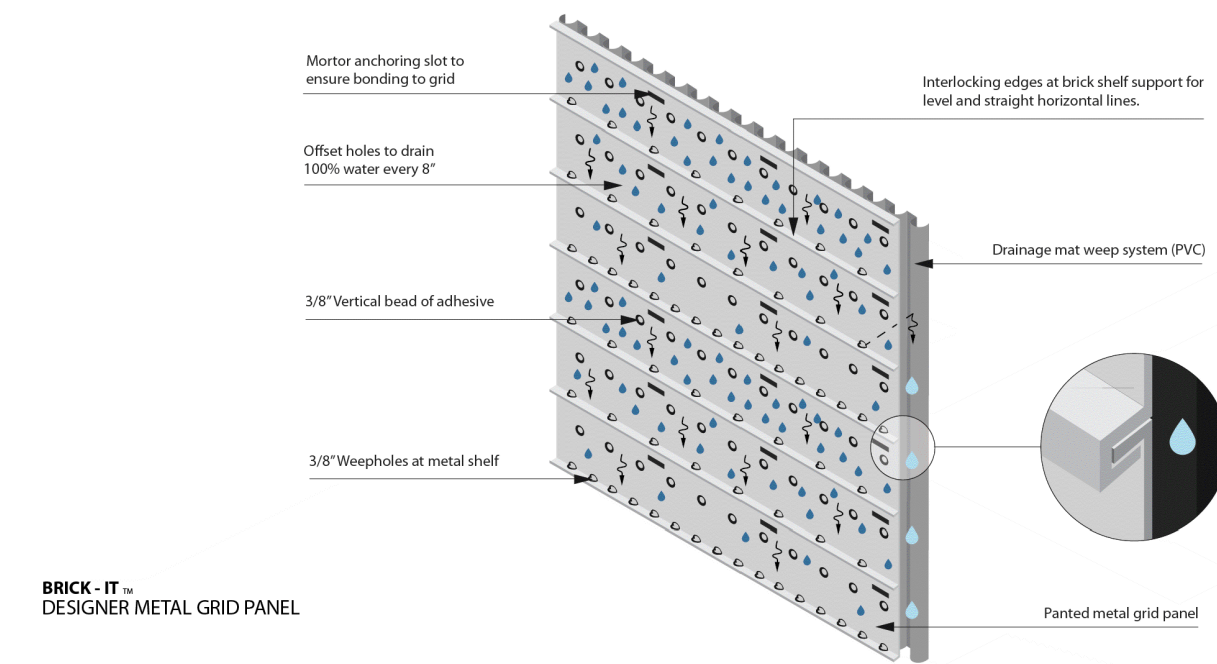 Mortor anchoring slot to
ensure bonding to grid
Interlocking edges at brick shelf support for
level and straight horizontal lines.
Offset holes to drain
100% water every 8"
Drainage mat weep system (PVC)
3/8" Vertical bead of adhesive
3/8" Weepholes at metal shelf
BRICK - IT TM
DESIGNER METAL GRID PANEL
Panted metal grid panel